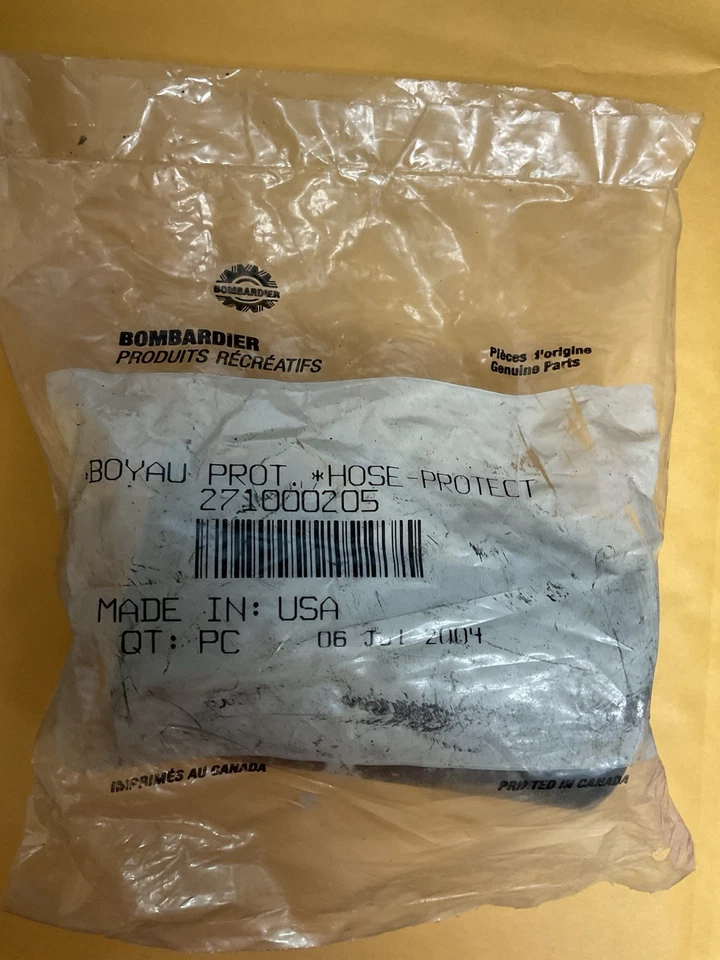 BOMBARDIER
BOMBARDIER
PRODUITS RÉCRÉATIFS
Pièces d'origine
Genuine Parts
BOYAU PROT. *HOSE-PROTECT
271000205
MADE IN: USA
QT: PC 06 Jul 2004
IMPRIMÉS AU CANADA
PRINTED IN CANADA